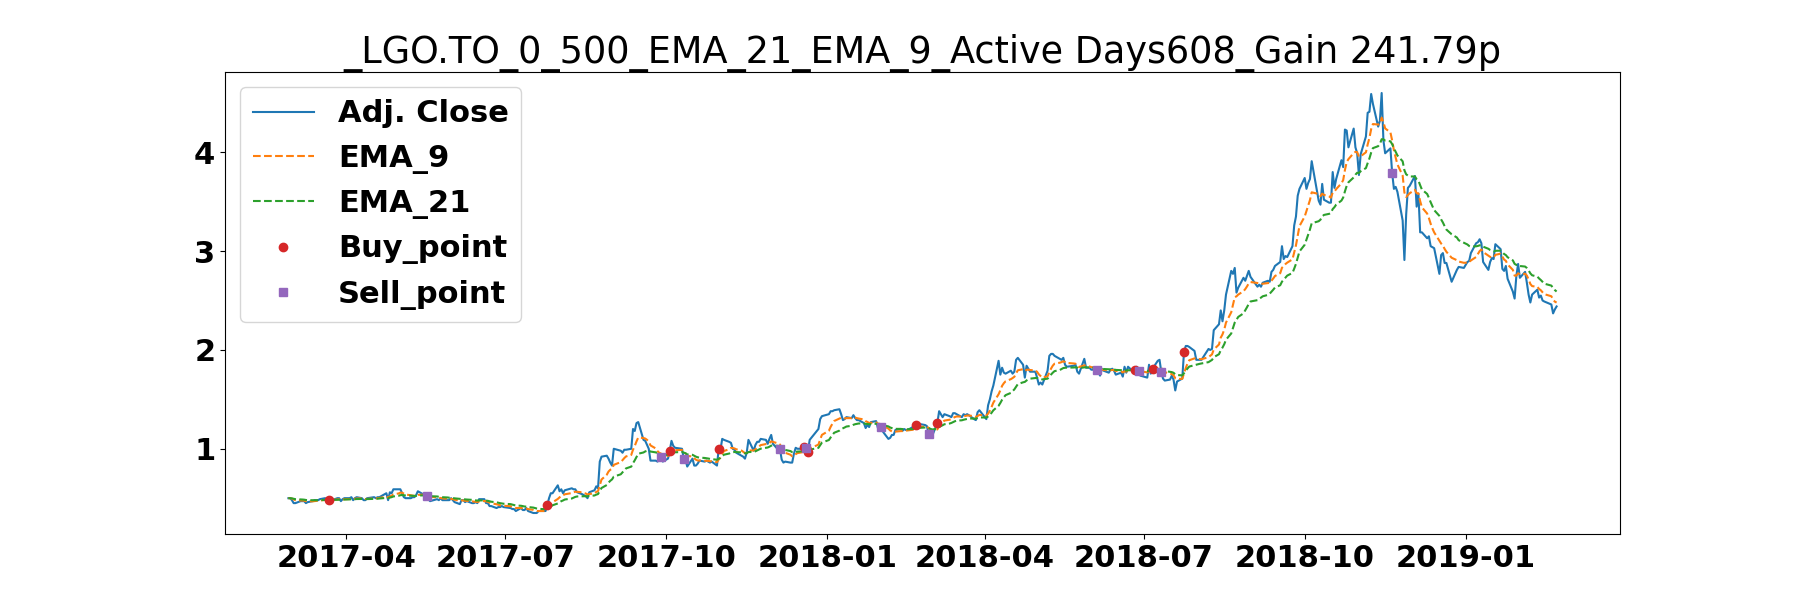 _LGO.TO_0_500_EMA_21_EMA_9_Active Days608_Gain 241.79p
Adj. Close
EMA_9
EMA_21
Buy_point
Sell_point
4
3
2
1
2017-04 2017-07 2017-10 2018-01 2018-04 2018-07 2018-10 2019-01